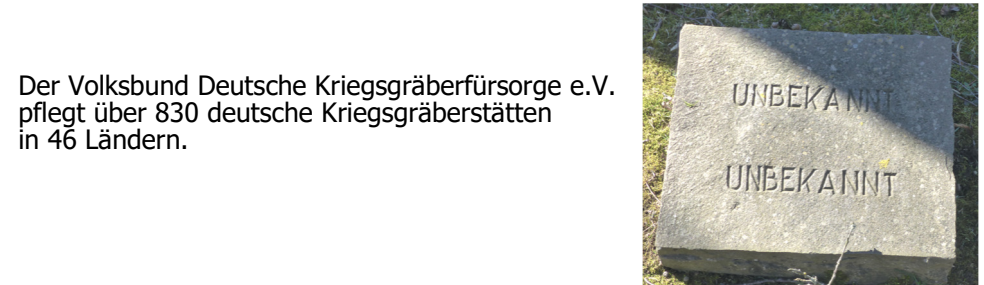 Der Volksbund Deutsche Kriegsgräberfürsorge e.V.
pflegt über 830 deutsche Kriegsgräberstätten
in 46 Ländern.
UNBEKANNT
UNBEKANNT